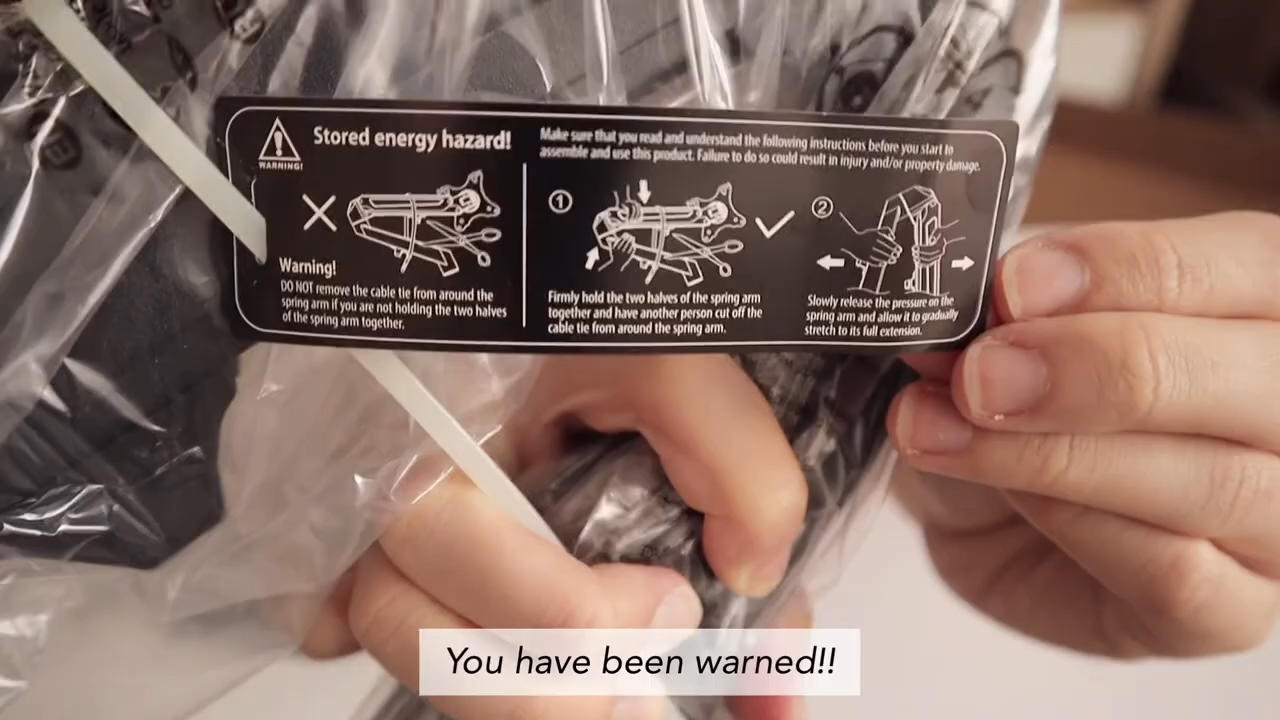 Stored energy hazard!
WARNING!
Make sure that you read and understand the following instructions before you start to
assemble and use this product. Failure to do so could result in injury and/or property damage.
Warning!
DO NOT remove the cable tie from around the
spring arm if you are not holding the two halves
of the spring arm together.
1
Firmly hold the two halves of the spring arm
together and have another person cut off the
cable tie from around the spring arm.
2
Slowly release the pressure on the
spring arm and allow it to gradually
stretch to its full extension.
You have been warned!!